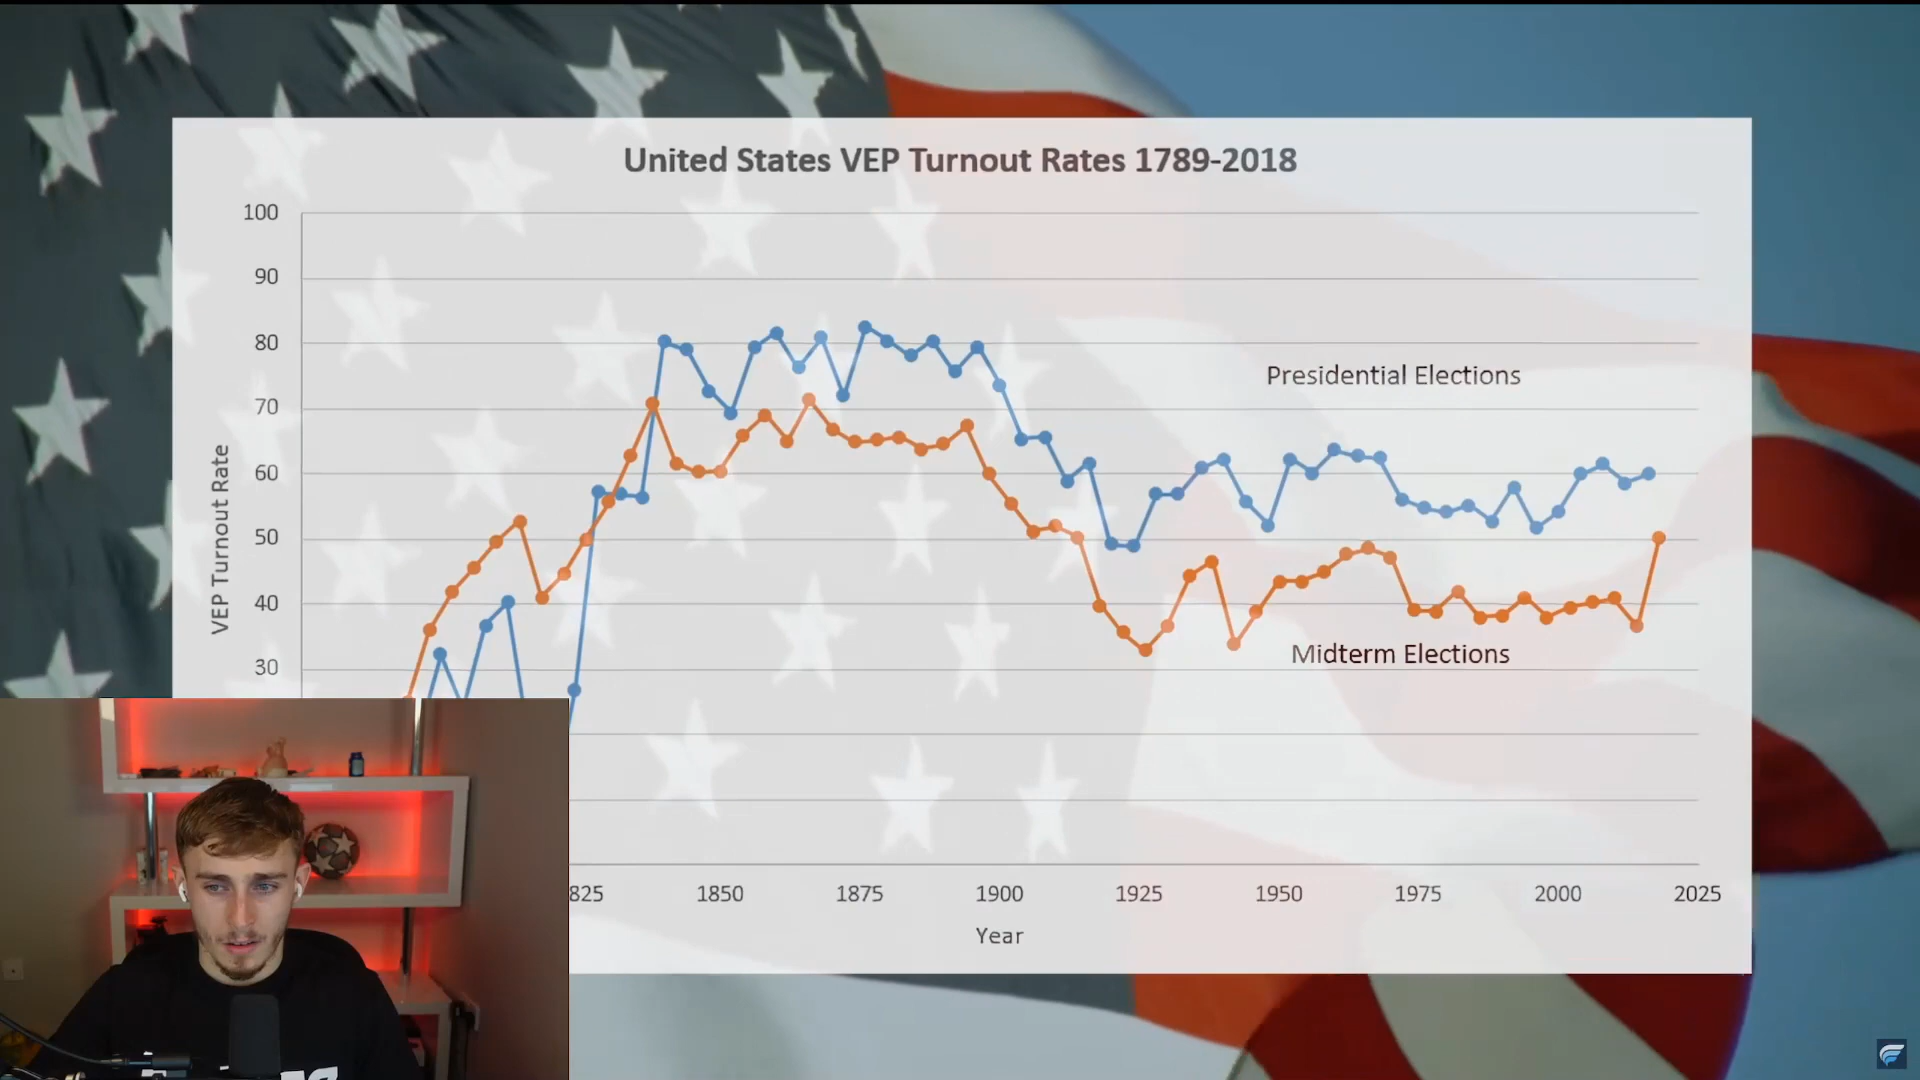 United States VEP Turnout Rates 1789-2018
100
90
80
70
60
50
40
30
VEP Turnout Rate
Presidential Elections
Midterm Elections
825 1850 1875 1900 1925 1950 1975 2000 2025
Year